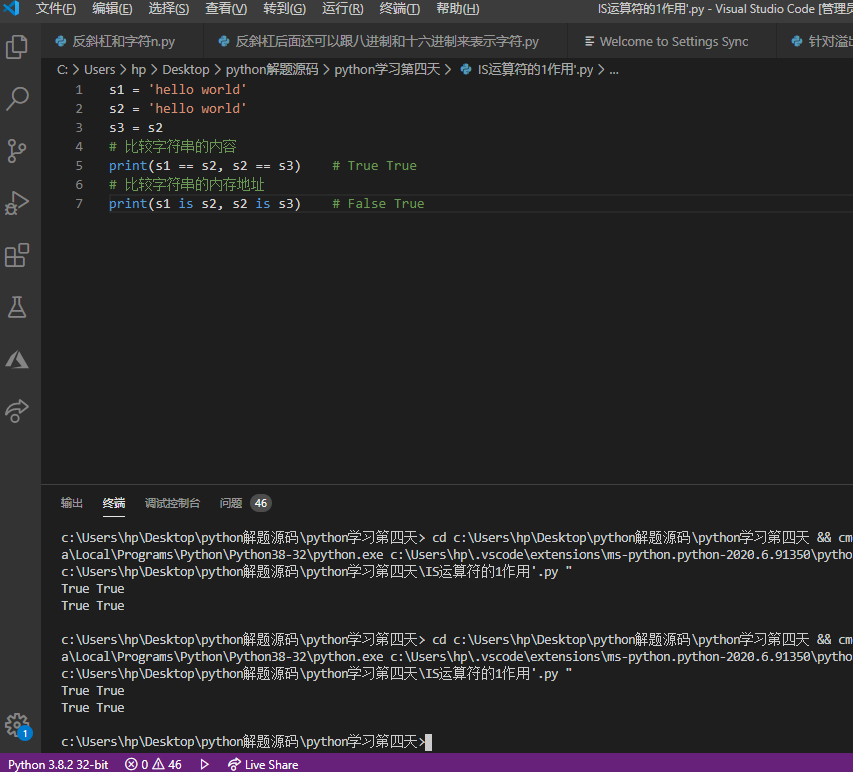 文件(F) 编辑(E) 选择(S) 查看(V) 转到(G) 运行(R) 终端(T) 帮助(H) IS运算符的1作用'.py - Visual Studio Code [管理员
反斜杠和字符n.py 反斜杠后面还可以跟八进制和十六进制来表示字符.py Welcome to Settings Sync 针对溢出
C: > Users > hp > Desktop > python解题源码 > python学习第四天 > IS运算符的1作用'.py > ...
1 s1 = 'hello world'
2 s2 = 'hello world'
3 s3 = s2
4 # 比较字符串的内容
5 print(s1 == s2, s2 == s3) # True True
6 # 比较字符串的内存地址
7 print(s1 is s2, s2 is s3) # False True
输出 终端 调试控制台 问题 46
c:\Users\hp\Desktop\python解题源码\python学习第四天> cd c:\Users\hp\Desktop\python解题源码\python学习第四天 && cm
a\Local\Programs\Python\Python38-32\python.exe c:\Users\hp\.vscode\extensions\ms-python.python-2020.6.91350\pytho
c:\Users\hp\Desktop\python解题源码\python学习第四天\IS运算符的1作用'.py "
True True
True True
c:\Users\hp\Desktop\python解题源码\python学习第四天> cd c:\Users\hp\Desktop\python解题源码\python学习第四天 && cm
a\Local\Programs\Python\Python38-32\python.exe c:\Users\hp\.vscode\extensions\ms-python.python-2020.6.91350\pytho
c:\Users\hp\Desktop\python解题源码\python学习第四天\IS运算符的1作用'.py "
True True
True True
c:\Users\hp\Desktop\python解题源码\python学习第四天>
1
Python 3.8.2 32-bit 0 46 Live Share